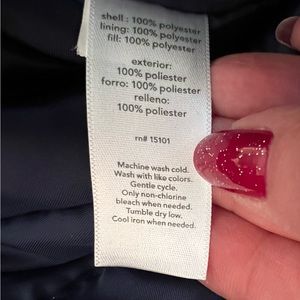 shell : 100% polyester
lining: 100% polyester
fill: 100% polyester
exterior:
100% poliester
forro: 100% poliester
relleno:
100% poliester
rn# 15101
Machine wash cold.
Wash with like colors.
Gentle cycle.
Only non-chlorine
bleach when needed.
Tumble dry low.
Cool iron when needed.